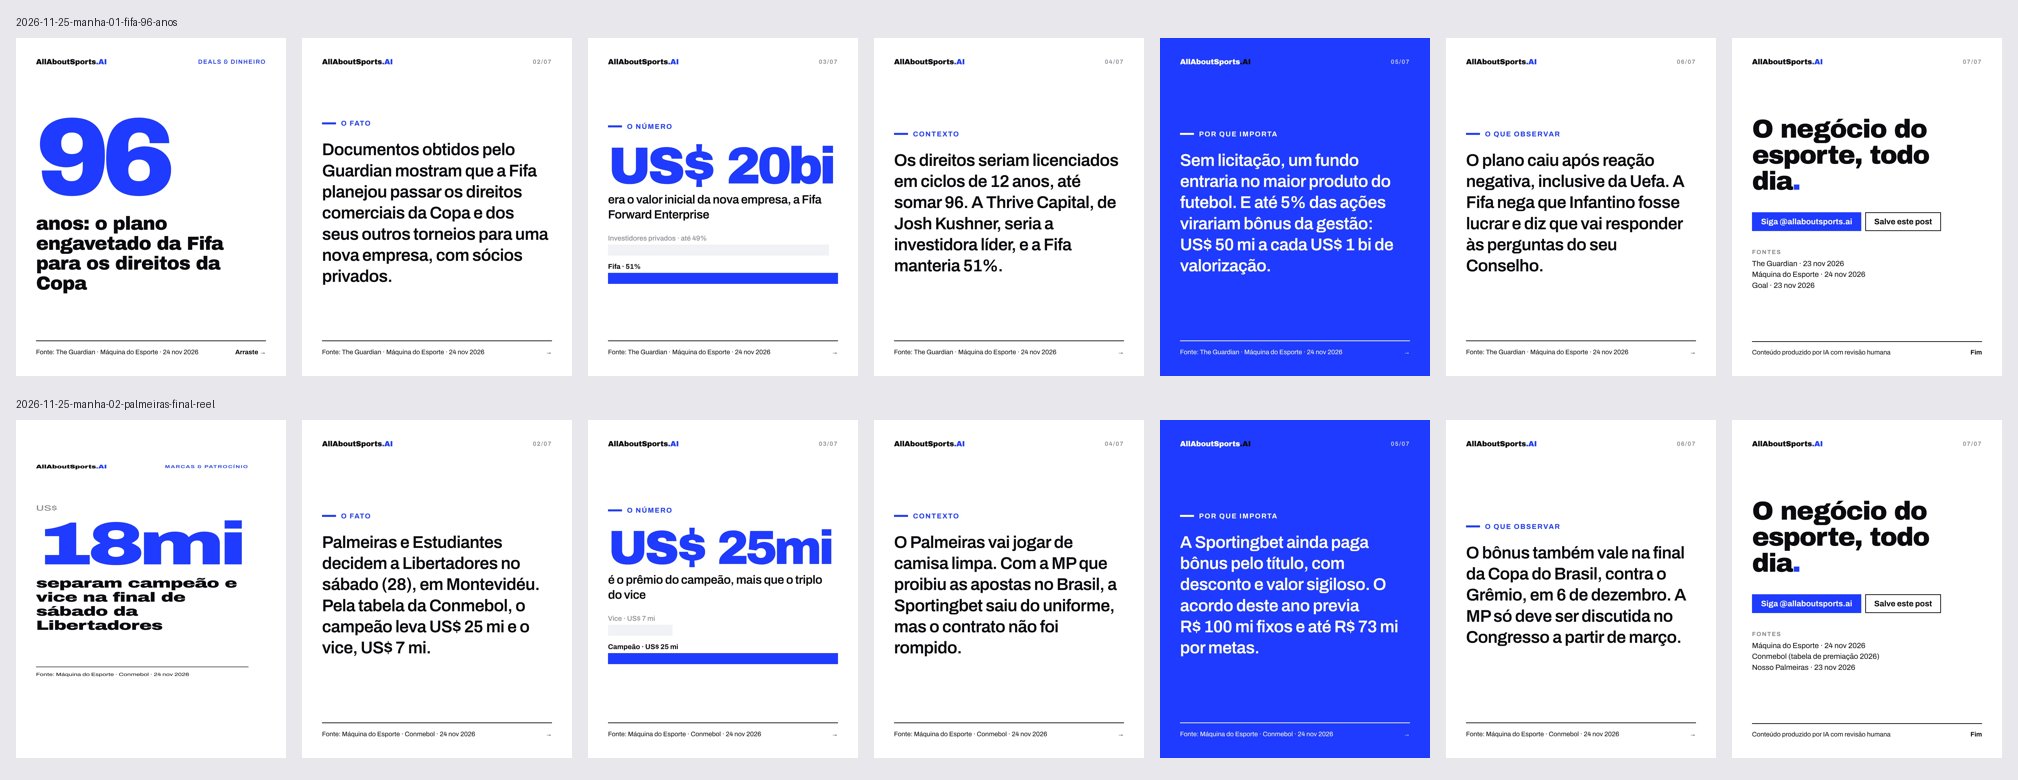 2026-11-25-manha-01-fifa-96-anos
AllAboutSports.AI
DEALS & DINHEIRO
96
anos: o plano
engavetado da Fifa
para os direitos da
Copa
Fonte: The Guardian · Máquina do Esporte · 24 nov 2026
Arraste →
AllAboutSports.AI
02/07
O FATO
Documentos obtidos pelo
Guardian mostram que a Fifa
planejou passar os direitos
comerciais da Copa e dos
seus outros torneios para uma
nova empresa, com sócios
privados.
Fonte: The Guardian · Máquina do Esporte · 24 nov 2026
→
AllAboutSports.AI
03/07
O NÚMERO
US$ 20bi
era o valor inicial da nova empresa, a Fifa
Forward Enterprise
Investidores privados · até 49%
Fifa · 51%
Fonte: The Guardian · Máquina do Esporte · 24 nov 2026
→
AllAboutSports.AI
04/07
CONTEXTO
Os direitos seriam licenciados
em ciclos de 12 anos, até
somar 96. A Thrive Capital, de
Josh Kushner, seria a
investidora líder, e a Fifa
manteria 51%.
Fonte: The Guardian · Máquina do Esporte · 24 nov 2026
→
AllAboutSports.AI
05/07
POR QUE IMPORTA
Sem licitação, um fundo
entraria no maior produto do
futebol. E até 5% das ações
virariam bônus da gestão:
US$ 50 mi a cada US$ 1 bi de
valorização.
Fonte: The Guardian · Máquina do Esporte · 24 nov 2026
→
AllAboutSports.AI
06/07
O QUE OBSERVAR
O plano caiu após reação
negativa, inclusive da Uefa. A
Fifa nega que Infantino fosse
lucrar e diz que vai responder
às perguntas do seu
Conselho.
Fonte: The Guardian · Máquina do Esporte · 24 nov 2026
→
AllAboutSports.AI
07/07
O negócio do
esporte, todo
dia.
Siga @allaboutsports.ai
Salve este post
FONTES
The Guardian · 23 nov 2026
Máquina do Esporte · 24 nov 2026
Goal · 23 nov 2026
Conteúdo produzido por IA com revisão humana
Fim
2026-11-25-manha-02-palmeiras-final-reel
AllAboutSports.AI
MARCAS & PATROCÍNIO
US$
18mi
separam campeão e
vice na final de
sábado da
Libertadores
Fonte: Máquina do Esporte · Conmebol · 24 nov 2026
AllAboutSports.AI
02/07
O FATO
Palmeiras e Estudiantes
decidem a Libertadores no
sábado (28), em Montevidéu.
Pela tabela da Conmebol, o
campeão leva US$ 25 mi e o
vice, US$ 7 mi.
Fonte: Máquina do Esporte · Conmebol · 24 nov 2026
→
AllAboutSports.AI
03/07
O NÚMERO
US$ 25mi
é o prêmio do campeão, mais que o triplo
do vice
Vice · US$ 7 mi
Campeão · US$ 25 mi
Fonte: Máquina do Esporte · Conmebol · 24 nov 2026
→
AllAboutSports.AI
04/07
CONTEXTO
O Palmeiras vai jogar de
camisa limpa. Com a MP que
proibiu as apostas no Brasil, a
Sportingbet saiu do uniforme,
mas o contrato não foi
rompido.
Fonte: Máquina do Esporte · Conmebol · 24 nov 2026
→
AllAboutSports.AI
05/07
POR QUE IMPORTA
A Sportingbet ainda paga
bônus pelo título, com
desconto e valor sigiloso. O
acordo deste ano previa
R$ 100 mi fixos e até R$ 73 mi
por metas.
Fonte: Máquina do Esporte · Conmebol · 24 nov 2026
→
AllAboutSports.AI
06/07
O QUE OBSERVAR
O bônus também vale na final
da Copa do Brasil, contra o
Grêmio, em 6 de dezembro. A
MP só deve ser discutida no
Congresso a partir de março.
Fonte: Máquina do Esporte · Conmebol · 24 nov 2026
→
AllAboutSports.AI
07/07
O negócio do
esporte, todo
dia.
Siga @allaboutsports.ai
Salve este post
FONTES
Máquina do Esporte · 24 nov 2026
Conmebol (tabela de premiação 2026)
Nosso Palmeiras · 23 nov 2026
Conteúdo produzido por IA com revisão humana
Fim